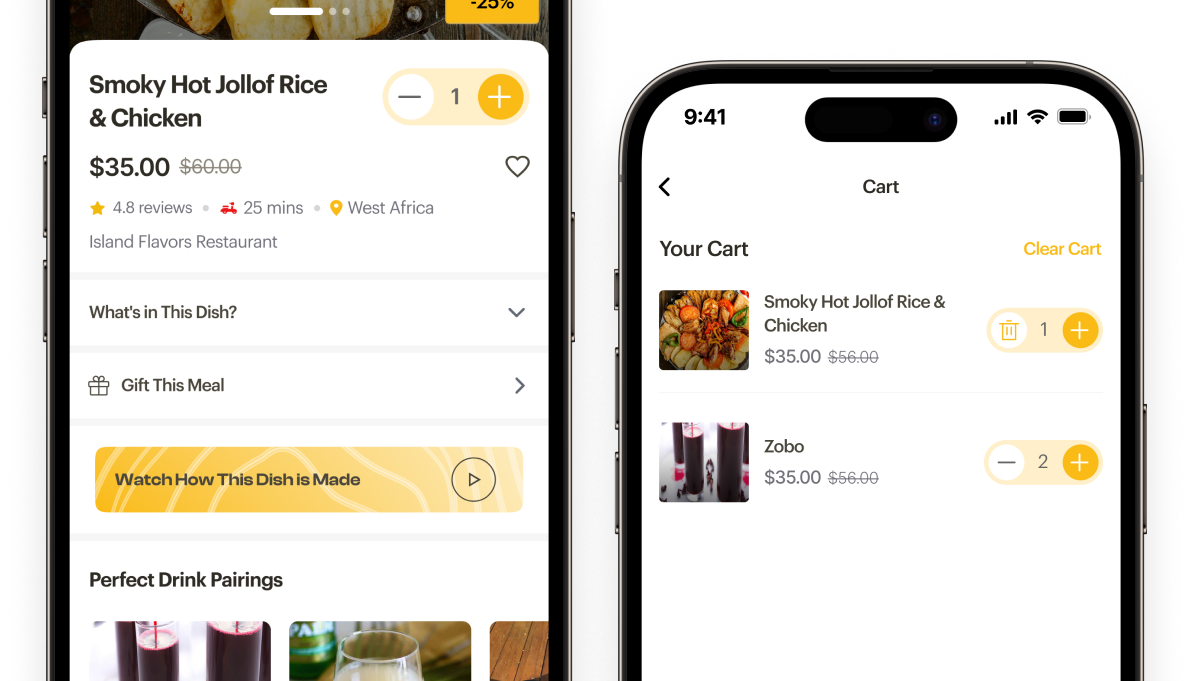 -25%
Smoky Hot Jollof Rice
& Chicken
1
$35.00 $60.00
4.8 reviews • 25 mins • West Africa
Island Flavors Restaurant
What's in This Dish?
Gift This Meal
Watch How This Dish is Made
Perfect Drink Pairings
9:41
Cart
Your Cart
Clear Cart
Smoky Hot Jollof Rice &
Chicken
$35.00 $56.00
1
Zobo
$35.00 $56.00
2